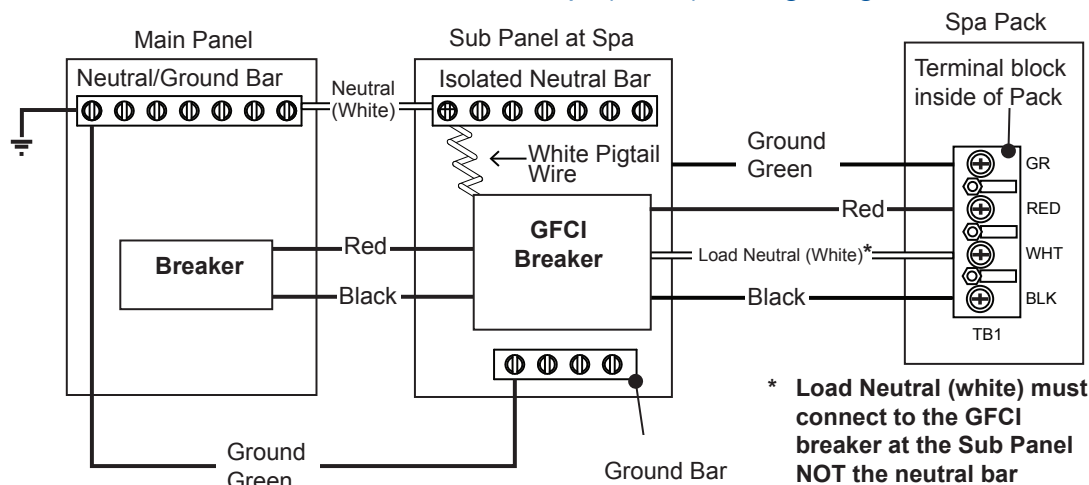 Main Panel
Neutral/Ground Bar
Neutral
(White)
Sub Panel at Spa
Isolated Neutral Bar
White Pigtail
Wire
GFCI
Breaker
Breaker
Red
Black
Ground
Green
Red
Load Neutral (White)*
Black
Spa Pack
Terminal block
inside of Pack
GR
RED
WHT
BLK
TB1
Ground
Green
Ground Bar
* Load Neutral (white) must
connect to the GFCI
breaker at the Sub Panel
NOT the neutral bar